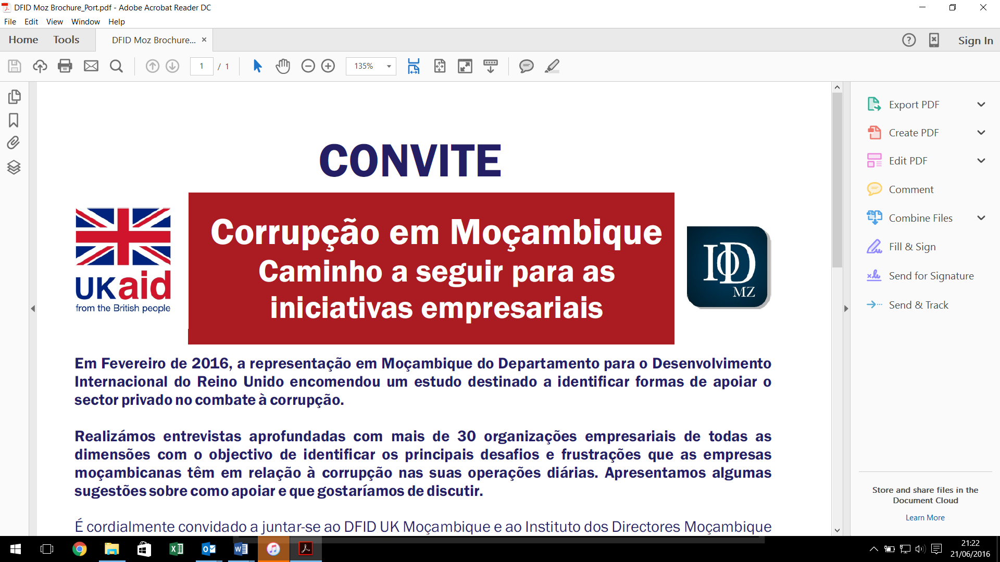 DFID Moz Brochure_Port.pdf - Adobe Acrobat Reader DC
File Edit View Window Help
Home Tools DFID Moz Brochure... × Sign In
1 / 1 135%
CONVITE
Corrupção em Moçambique
Caminho a seguir para as
iniciativas empresariais
UKaid
from the British people
IoD
MZ
Em Fevereiro de 2016, a representação em Moçambique do Departamento para o Desenvolvimento
Internacional do Reino Unido encomendou um estudo destinado a identificar formas de apoiar o
sector privado no combate à corrupção.
Realizámos entrevistas aprofundadas com mais de 30 organizações empresariais de todas as
dimensões com o objectivo de identificar os principais desafios e frustrações que as empresas
moçambicanas têm em relação à corrupção nas suas operações diárias. Apresentamos algumas
sugestões sobre como apoiar e que gostaríamos de discutir.
É cordialmente convidado a juntar-se ao DFID UK Moçambique e ao Instituto dos Directores Moçambique
Export PDF
Create PDF
Edit PDF
Comment
Combine Files
Fill & Sign
Send for Signature
Send & Track
Store and share files in the
Document Cloud
Learn More
21:22
21/06/2016